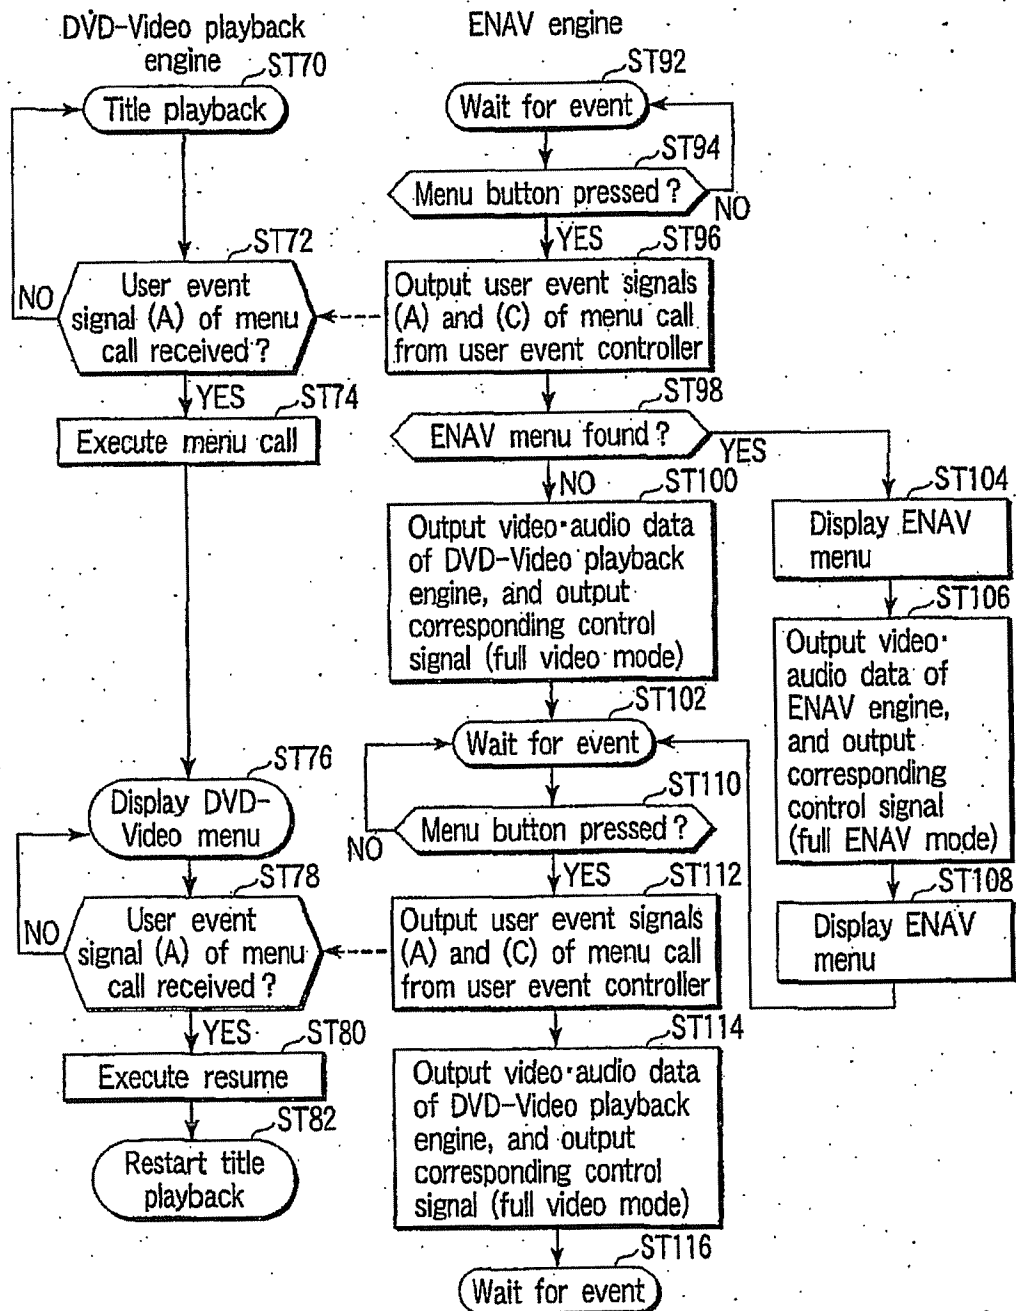 DVD-Video playback
engine
ST70
Title playback
ST72
User event
signal (A) of menu
call received?
NO
YES
ST74
Execute menu call
ST76
Display DVD-
Video menu
ST78
User event
signal (A) of menu
call received?
NO
YES
ST80
Execute resume
ST82
Restart title
playback
ENAV engine
ST92
Wait for event
ST94
Menu button pressed?
NO
YES
ST96
Output user event signals
(A) and (C) of menu call
from user event controller
ST98
ENAV menu found?
YES
NO
ST100
Output video·audio data
of DVD-Video playback
engine, and output
corresponding control
signal (full video mode)
ST102
Wait for event
ST110
Menu button pressed?
NO
YES
ST112
Output user event signals
(A) and (C) of menu call
from user event controller
ST114
Output video·audio data
of DVD-Video playback
engine, and output
corresponding control
signal (full video mode)
ST116
Wait for event
ST104
Display ENAV
menu
ST106
Output video·
audio data of
ENAV engine,
and output
corresponding
control signal
(full ENAV mode)
ST108
Display ENAV
menu